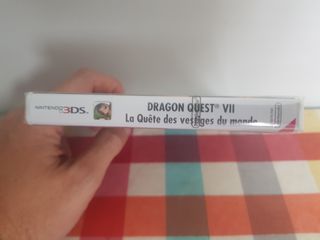 NINTENDO 3DS
DRAGON QUEST® VII
La Quête des vestiges du monde